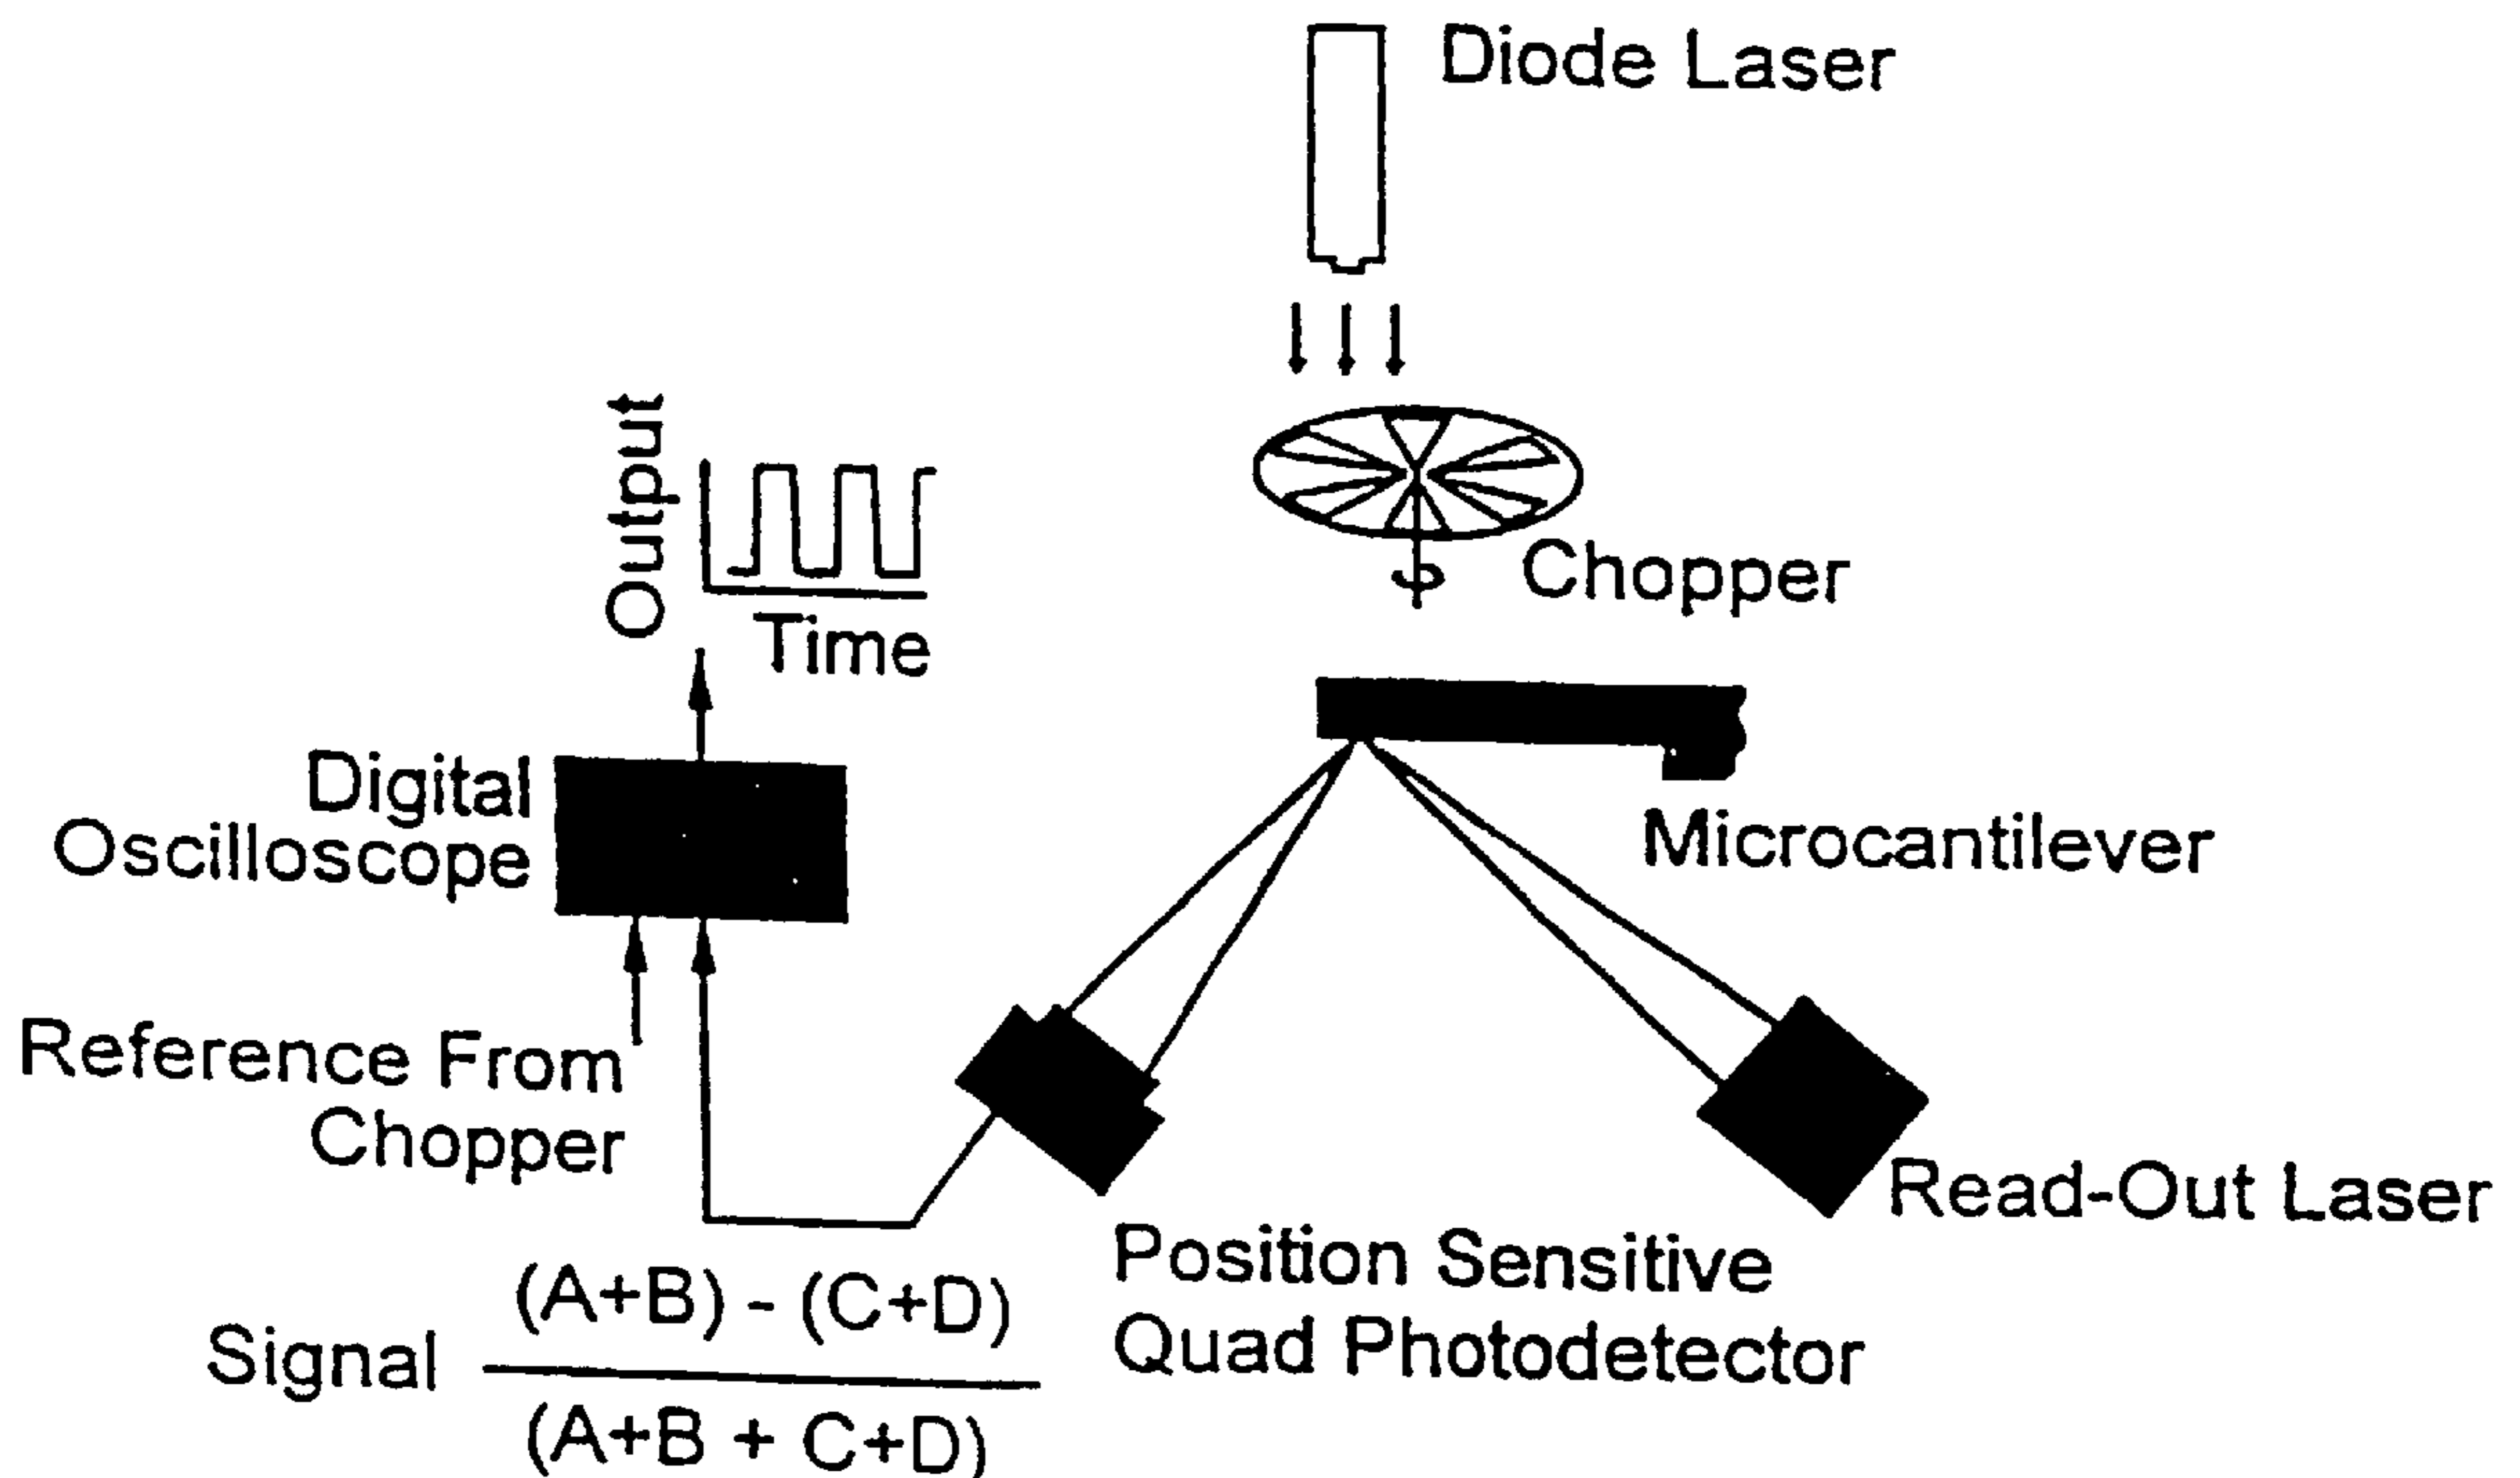 Diode Laser
Output
Time
Chopper
Digital
Oscilloscope
Microcantilever
Reference From
Chopper
Read-Out Laser
Position Sensitive
Quad Photodetector
(A+B) - (C+D)
Signal
(A+B + C+D)